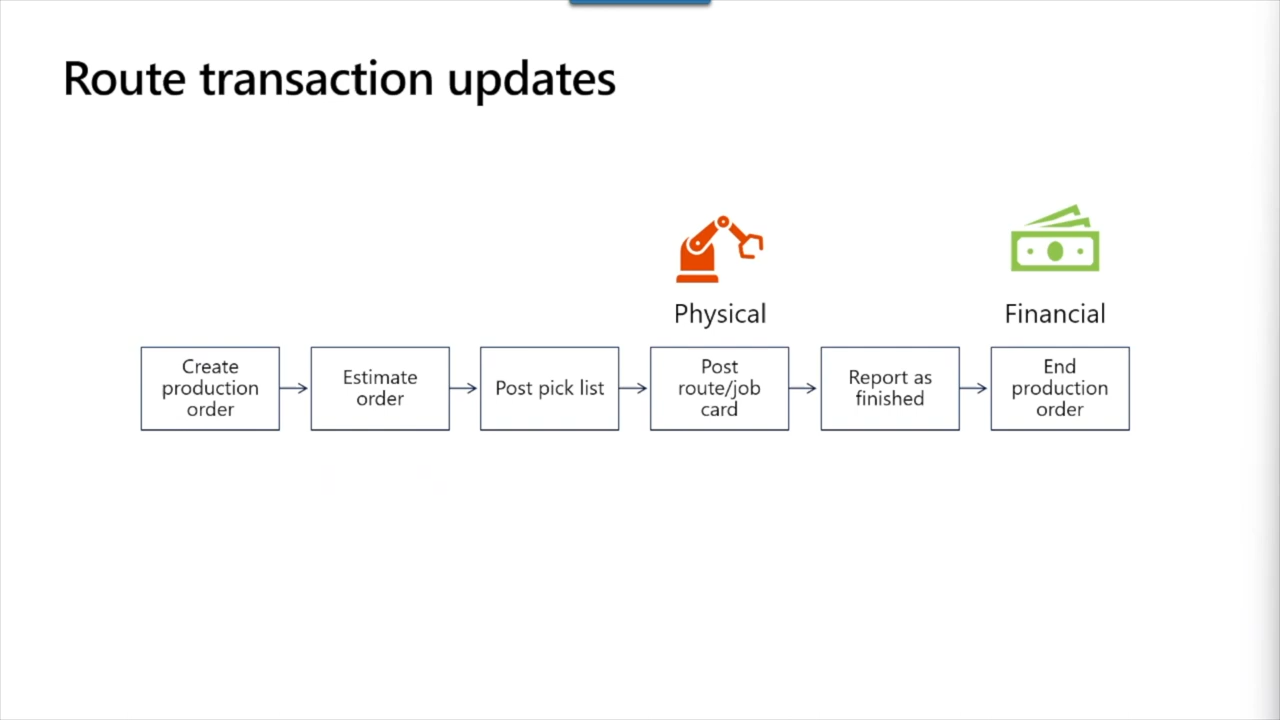 Route transaction updates
Physical
Financial
Create
production
order
Estimate
order
Post pick list
Post
route/job
card
Report as
finished
End
production
order